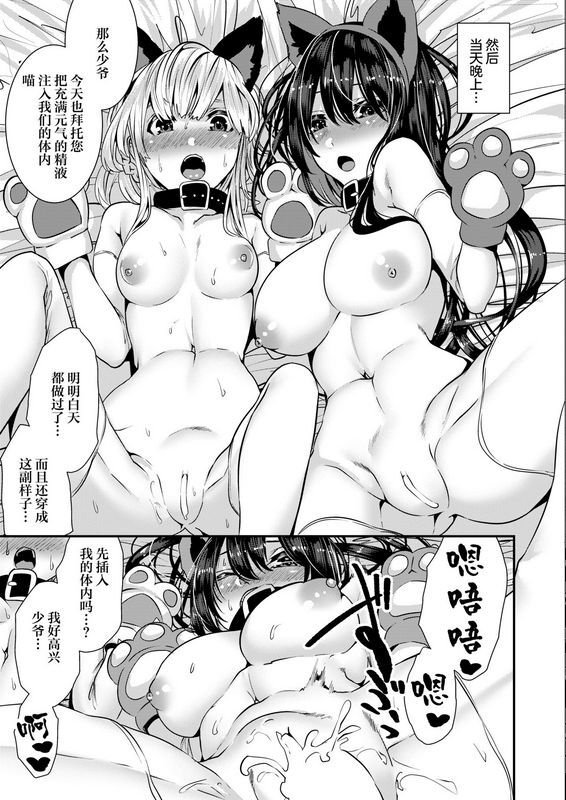 然后
当天晚上…
那么少爷
今天也拜托您
把充满元气的精液
注入我们的体内
喵
明明白天
都做过了…
而且还穿成
这副样子…
先插入
我的体内吗…?
嗯唔唔
嗯
我好高兴
少爷
啊